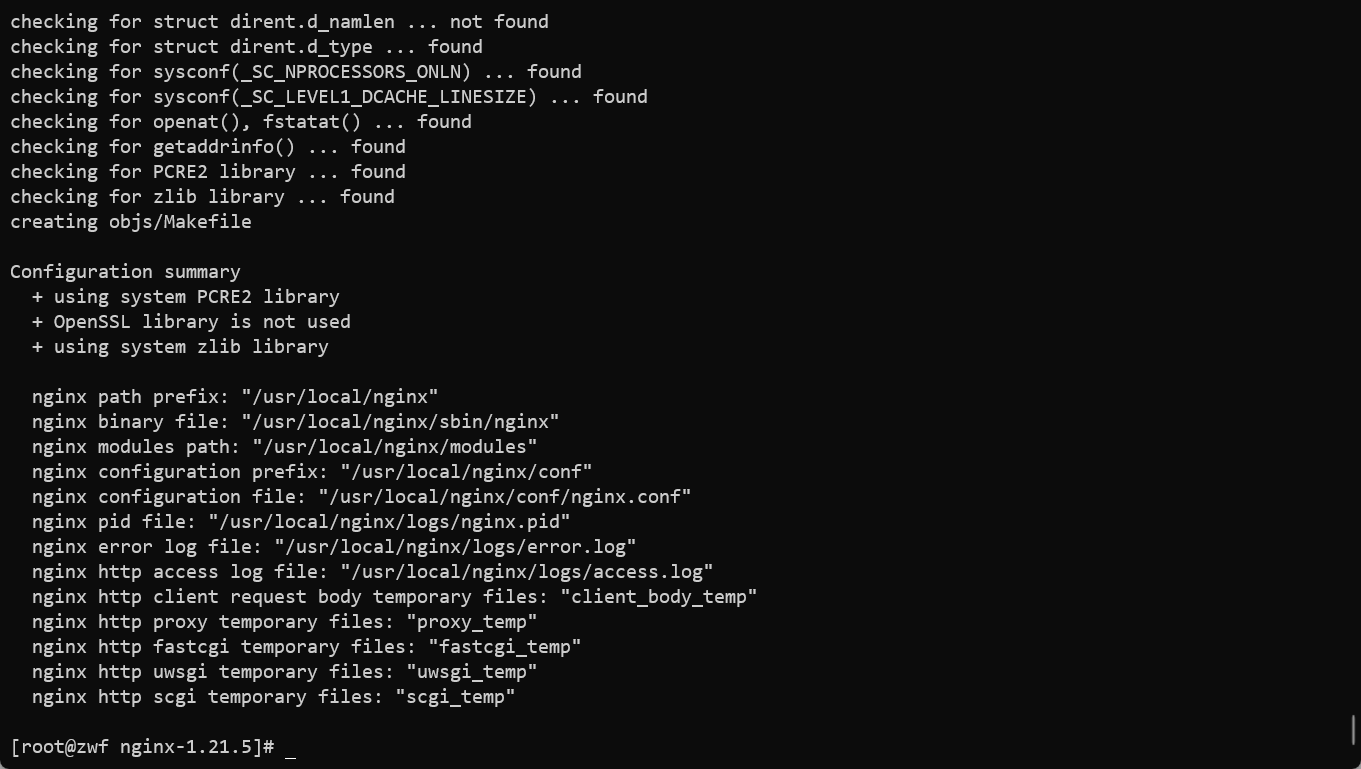 checking for struct dirent.d_namlen ... not found
checking for struct dirent.d_type ... found
checking for sysconf(_SC_NPROCESSORS_ONLN) ... found
checking for sysconf(_SC_LEVEL1_DCACHE_LINESIZE) ... found
checking for openat(), fstatat() ... found
checking for getaddrinfo() ... found
checking for PCRE2 library ... found
checking for zlib library ... found
creating objs/Makefile
Configuration summary
+ using system PCRE2 library
+ OpenSSL library is not used
+ using system zlib library
nginx path prefix: "/usr/local/nginx"
nginx binary file: "/usr/local/nginx/sbin/nginx"
nginx modules path: "/usr/local/nginx/modules"
nginx configuration prefix: "/usr/local/nginx/conf"
nginx configuration file: "/usr/local/nginx/conf/nginx.conf"
nginx pid file: "/usr/local/nginx/logs/nginx.pid"
nginx error log file: "/usr/local/nginx/logs/error.log"
nginx http access log file: "/usr/local/nginx/logs/access.log"
nginx http client request body temporary files: "client_body_temp"
nginx http proxy temporary files: "proxy_temp"
nginx http fastcgi temporary files: "fastcgi_temp"
nginx http uwsgi temporary files: "uwsgi_temp"
nginx http scgi temporary files: "scgi_temp"
[root@zwf nginx-1.21.5]# _